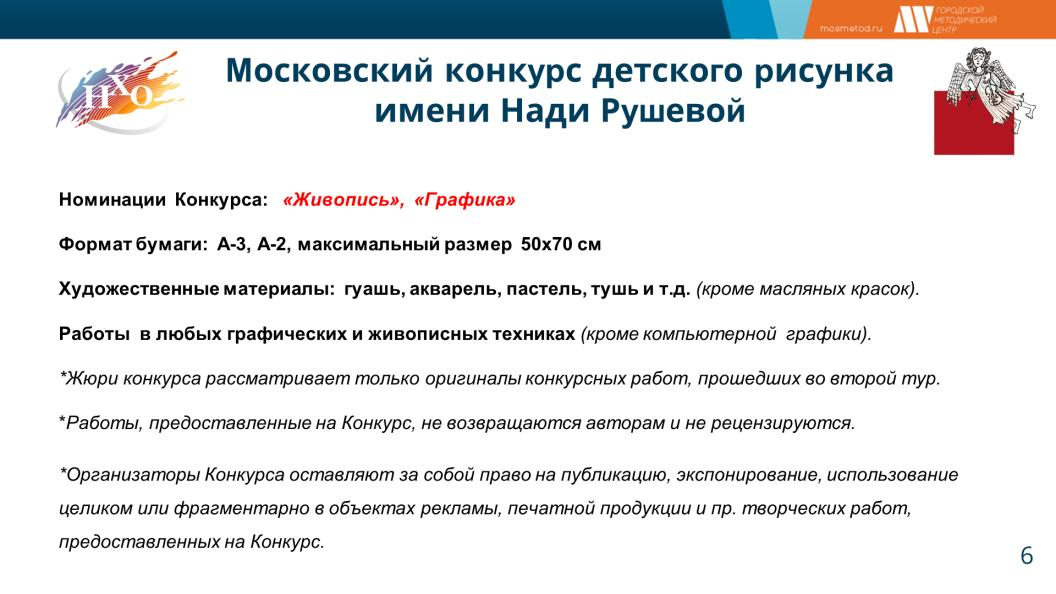 mosmetod.ru
ГОРОДСКОЙ
МЕТОДИЧЕСКИЙ
ЦЕНТР
Московский конкурс детского рисунка
имени Нади Рушевой
Номинации Конкурса: «Живопись», «Графика»
Формат бумаги: А-3, А-2, максимальный размер 50х70 см
Художественные материалы: гуашь, акварель, пастель, тушь и т.д. (кроме масляных красок).
Работы в любых графических и живописных техниках (кроме компьютерной графики).
*Жюри конкурса рассматривает только оригиналы конкурсных работ, прошедших во второй тур.
*Работы, предоставленные на Конкурс, не возвращаются авторам и не рецензируются.
*Организаторы Конкурса оставляют за собой право на публикацию, экспонирование, использование
целиком или фрагментарно в объектах рекламы, печатной продукции и пр. творческих работ,
предоставленных на Конкурс.
6